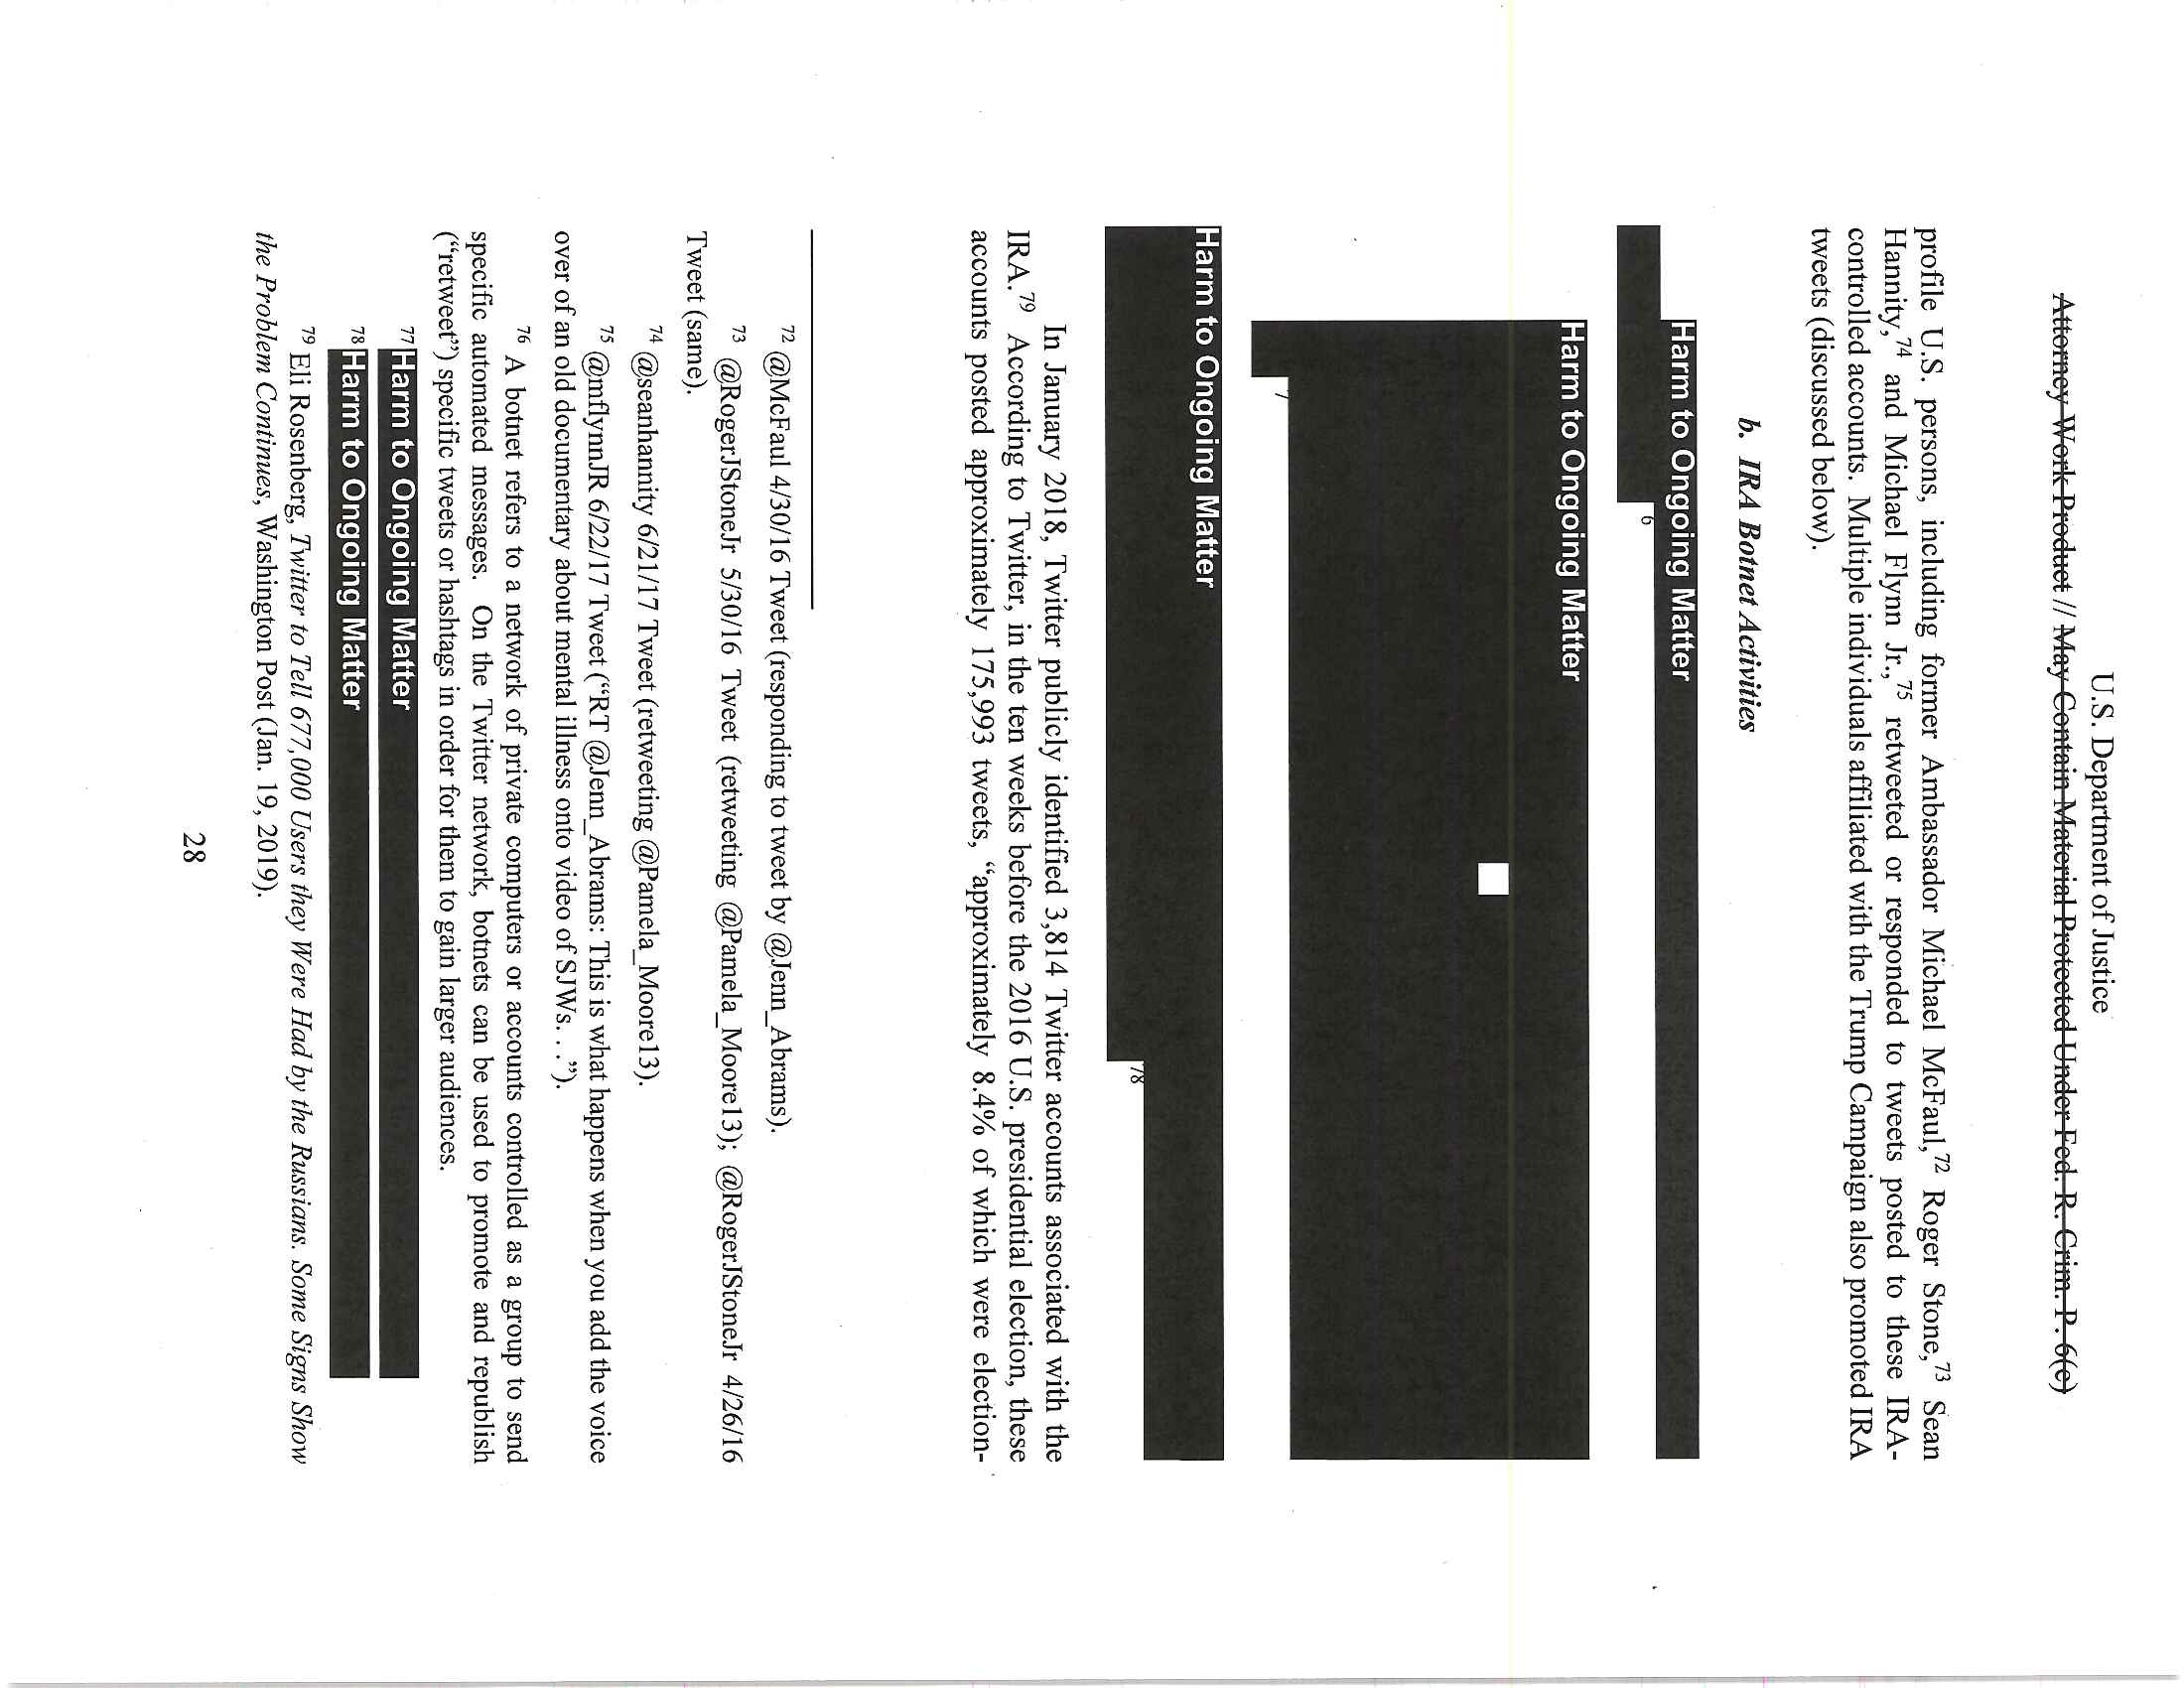 U.S. Department of Justice
Attorney Work Product // May Contain Material Protected Under Fed. R. Crim. P. 6(e)
profile U.S. persons, including former Ambassador Michael McFaul,72 Roger Stone,73 Sean
Hannity,74 and Michael Flynn Jr.,75 retweeted or responded to tweets posted to these IRA-
controlled accounts. Multiple individuals affiliated with the Trump Campaign also promoted IRA
tweets (discussed below).
b. IRA Botnet Activities
Harm to Ongoing Matter
6
Harm to Ongoing Matter
Harm to Ongoing Matter
78
In January 2018, Twitter publicly identified 3,814 Twitter accounts associated with the
IRA.79 According to Twitter, in the ten weeks before the 2016 U.S. presidential election, these
accounts posted approximately 175,993 tweets, “approximately 8.4% of which were election-
72 @McFaul 4/30/16 Tweet (responding to tweet by @Jenn_Abrams).
73 @RogerJStoneJr 5/30/16 Tweet (retweeting @Pamela_Moore13); @RogerJStoneJr 4/26/16
Tweet (same).
74 @seanhannity 6/21/17 Tweet (retweeting @Pamela_Moore13).
75 @mflynnJR 6/22/17 Tweet (“RT @Jenn_Abrams: This is what happens when you add the voice
over of an old documentary about mental illness onto video of SJWs. . .”).
76 A botnet refers to a network of private computers or accounts controlled as a group to send
specific automated messages. On the Twitter network, botnets can be used to promote and republish
(“retweet”) specific tweets or hashtags in order for them to gain larger audiences.
77 Harm to Ongoing Matter
78 Harm to Ongoing Matter
79 Eli Rosenberg, Twitter to Tell 677,000 Users they Were Had by the Russians. Some Signs Show
the Problem Continues, Washington Post (Jan. 19, 2019).
28